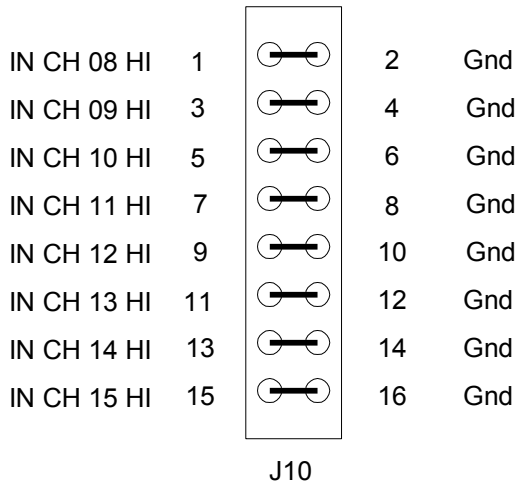 IN CH 08 HI 1 2 Gnd
IN CH 09 HI 3 4 Gnd
IN CH 10 HI 5 6 Gnd
IN CH 11 HI 7 8 Gnd
IN CH 12 HI 9 10 Gnd
IN CH 13 HI 11 12 Gnd
IN CH 14 HI 13 14 Gnd
IN CH 15 HI 15 16 Gnd
J10